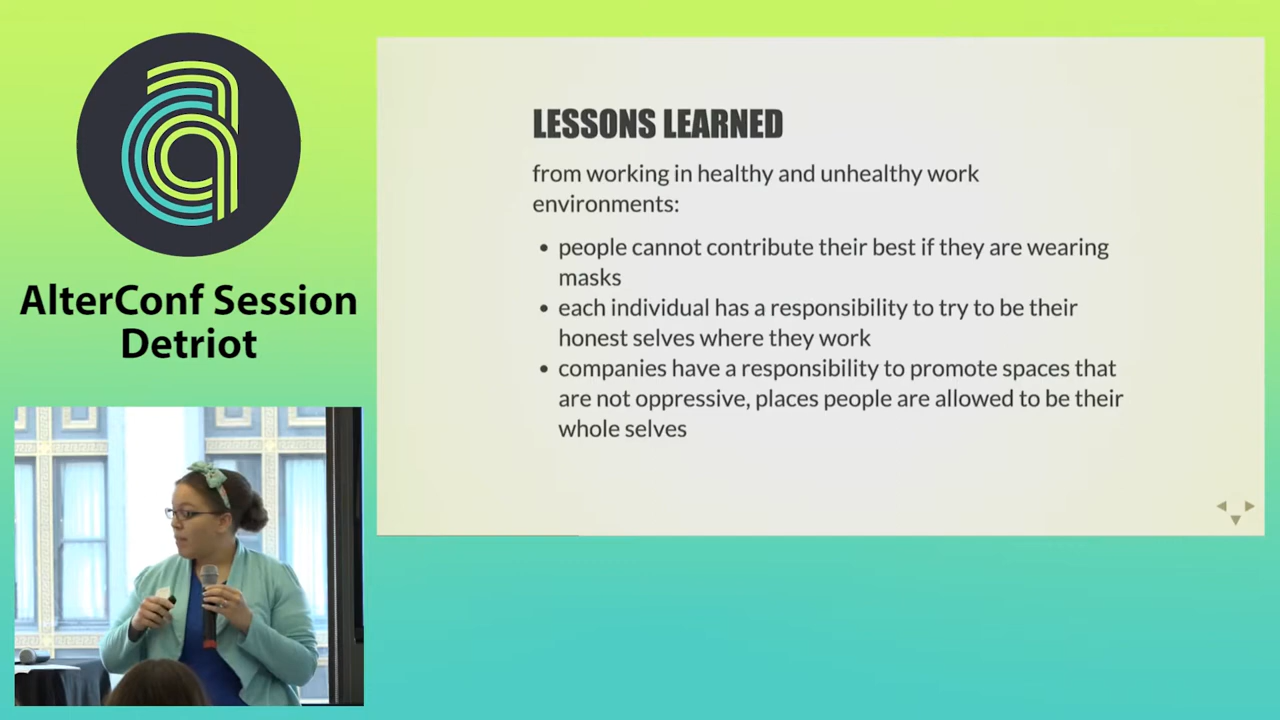 AlterConf Session
Detriot
LESSONS LEARNED
from working in healthy and unhealthy work
environments:
• people cannot contribute their best if they are wearing
masks
• each individual has a responsibility to try to be their
honest selves where they work
• companies have a responsibility to promote spaces that
are not oppressive, places people are allowed to be their
whole selves